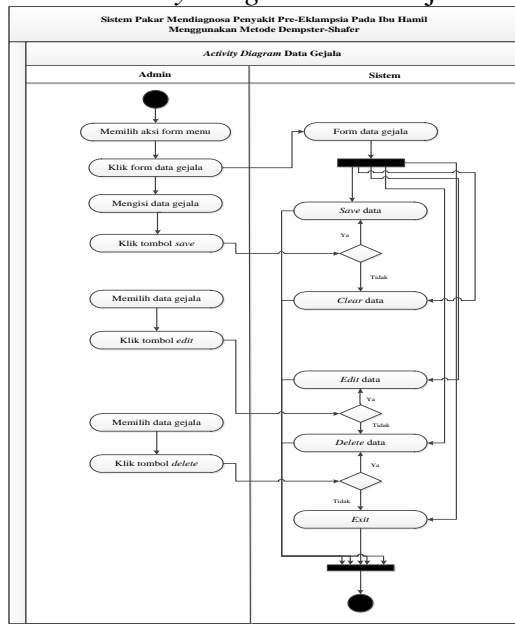 Sistem Pakar Mendiagnosa Penyakit Pre-Eklampsia Pada Ibu Hamil
Menggunakan Metode Dempster-Shafer
Activity Diagram Data Gejala
Admin
Sistem
Memilih aksi form menu
Form data gejala
Klik form data gejala
Mengisi data gejala
Save data
Ya
Klik tombol save
Tidak
Memilih data gejala
Clear data
Klik tombol edit
Edit data
Ya
Memilih data gejala
Tidak
Delete data
Klik tombol delete
Ya
Tidak
Exit